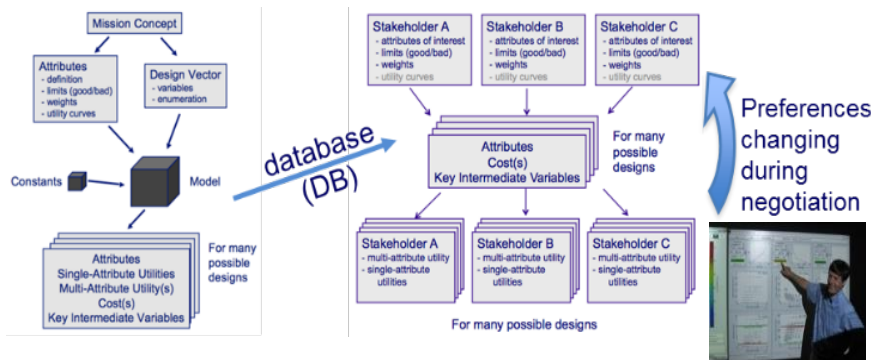 Mission Concept
Attributes
- definition
- limits (good/bad)
- weights
- utility curves
Design Vector
- variables
- enumeration
Constants
Model
Attributes
Single-Attribute Utilities
Multi-Attribute Utility(s)
Cost(s)
Key Intermediate Variables
For many
possible
designs
database
(DB)
Stakeholder A
- attributes of interest
- limits (good/bad)
- weights
- utility curves
Stakeholder B
- attributes of interest
- limits (good/bad)
- weights
- utility curves
Stakeholder C
- attributes of interest
- limits (good/bad)
- weights
- utility curves
Attributes
Cost(s)
Key Intermediate Variables
For many
possible
designs
Stakeholder A
- multi-attribute utility
- single-attribute
utilities
Stakeholder B
- multi-attribute utility
- single-attribute
utilities
Stakeholder C
- multi-attribute utility
- single-attribute
utilities
For many possible designs
Preferences
changing
during
negotiation